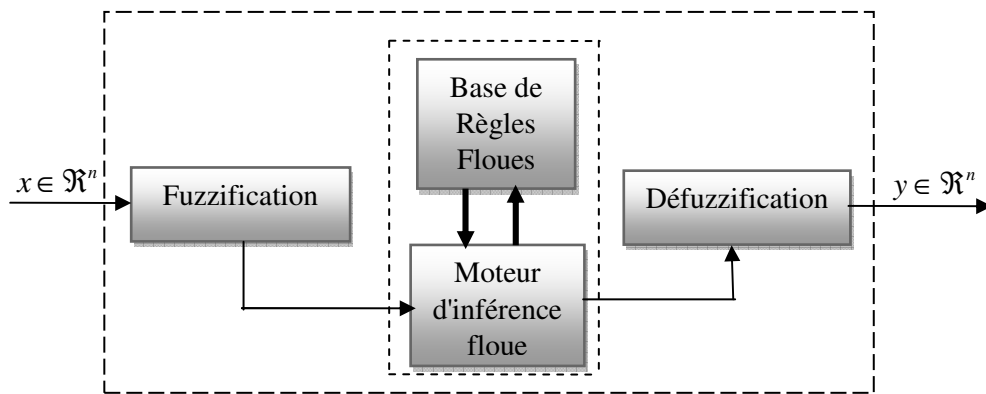 x ∈ ℜⁿ
Fuzzification
Base de
Règles
Floues
Moteur
d'inférence
floue
Défuzzification
y ∈ ℜⁿ